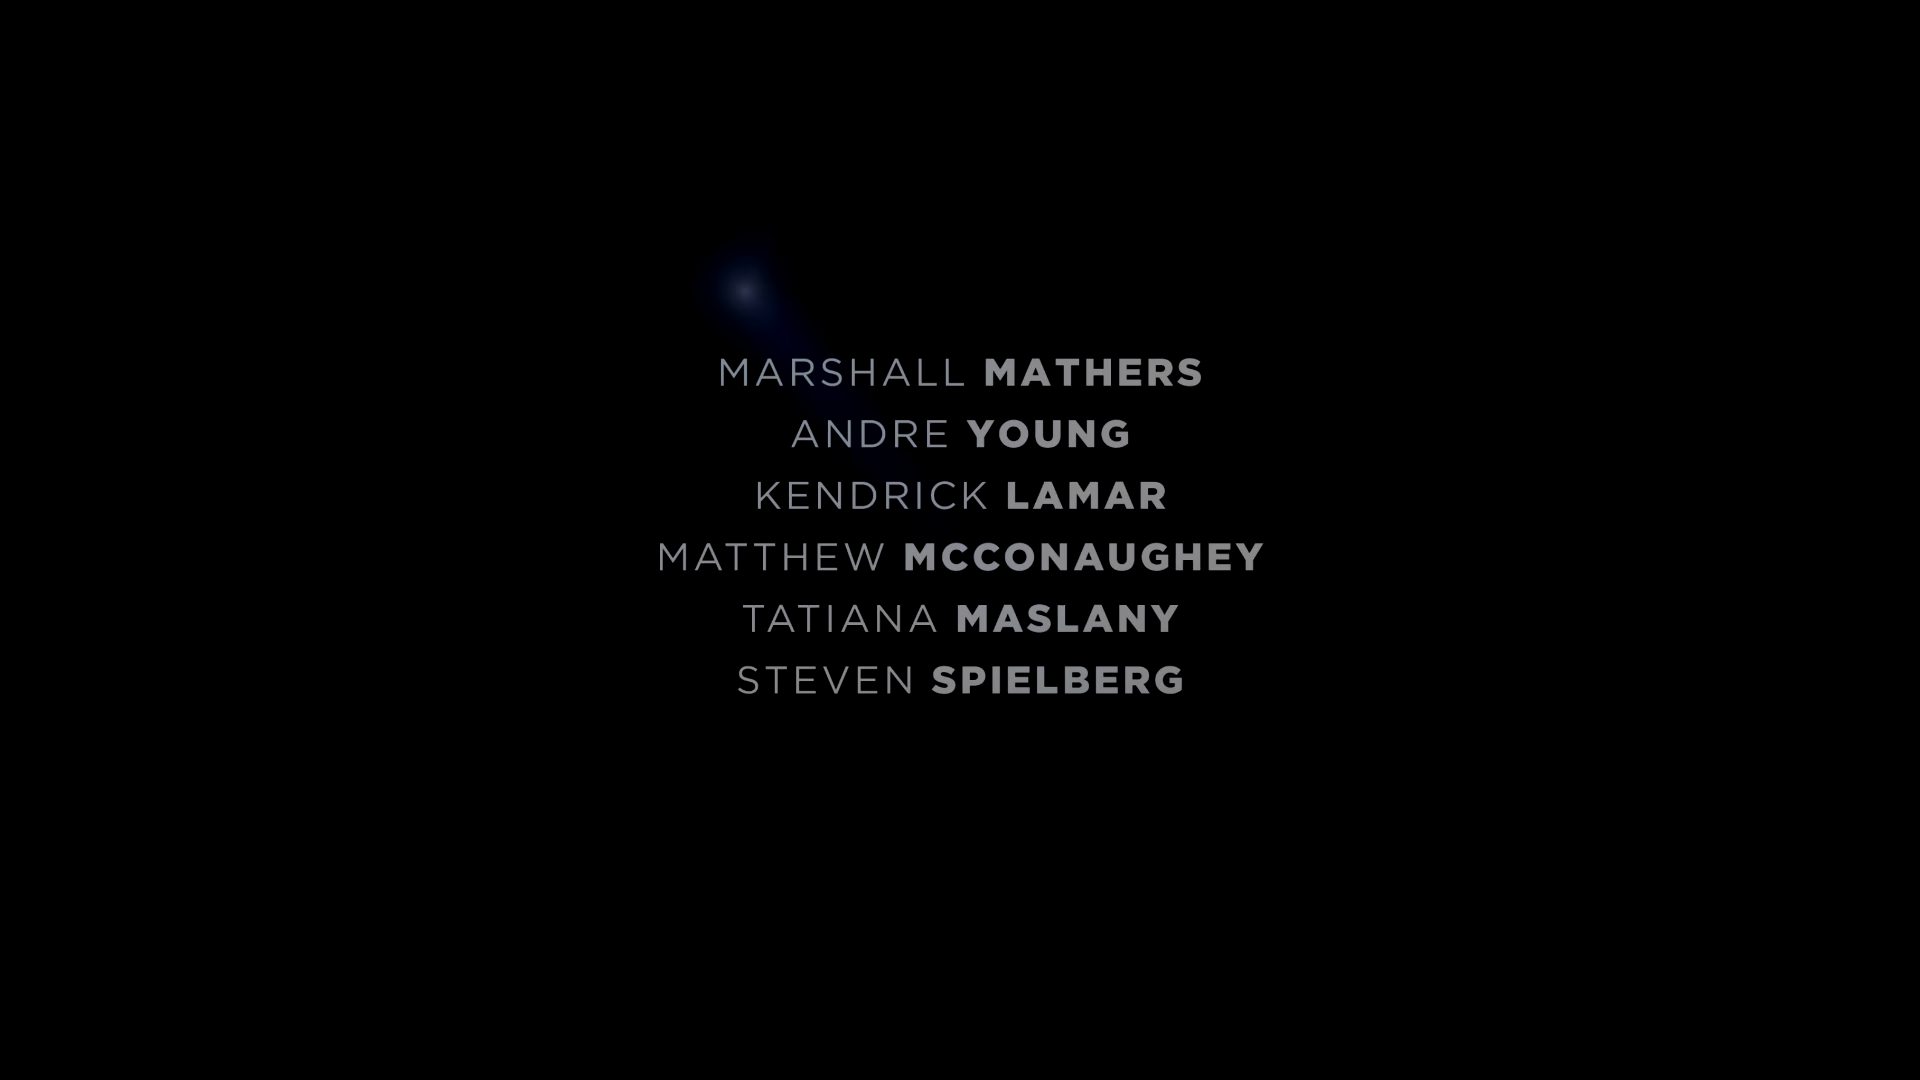 MARSHALL MATHERS
ANDRE YOUNG
KENDRICK LAMAR
MATTHEW MCCONAUGHEY
TATIANA MASLANY
STEVEN SPIELBERG